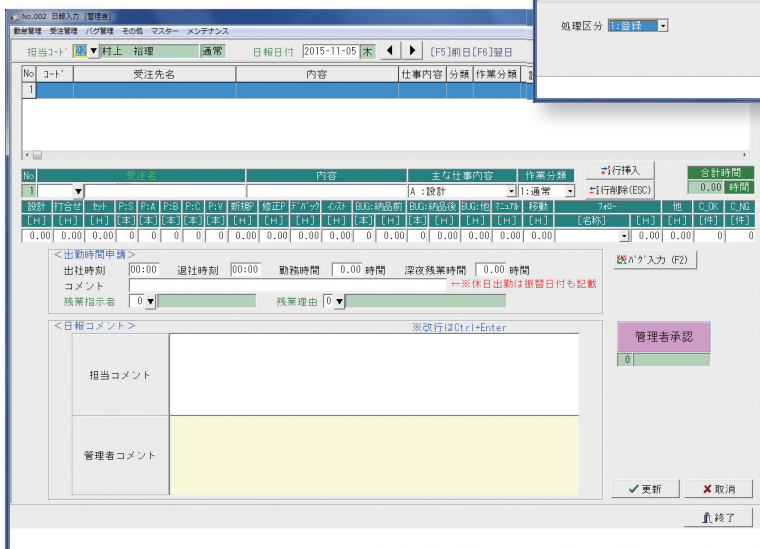 No.002 日報入力 [管理者]
勤怠管理 受注管理 バグ管理 その他 マスター メンテナンス
処理区分 1:登録
担当ｺｰﾄﾞ 22 村上 裕理 通常 日報日付 2015-11-05 木 [F5]前日[F6]翌日
No ｺｰﾄﾞ 受注先名 内容 仕事内容 分類 作業分類
1
No 受注名 内容 主な仕事内容 作業分類 行挿入 合計時間
1 A :設計 1:通常 行削除(ESC) 0.00 時間
設計 打合せ ｾｯﾄ P:S P:A P:B P:C P:V 新規P 修正P ﾃﾞﾊﾞｯｸ ｲﾝｽﾄ BUG:納品前 BUG:納品後 BUG:他 ﾏﾆｭｱﾙ 移動 ﾌｫﾛｰ 他 C_OK C_NG
[H] [H] [H] [本] [本] [本] [本] [本] [H] [H] [H] [H] [本] [H] [本] [H] [H] [H] [H] [名称] [H] [H] [件] [件]
0.00 0.00 0.00 0 0 0 0 0 0.00 0.00 0.00 0.00 0 0.00 0 0.00 0.00 0.00 0.00 0.00 0.00 0 0
<出勤時間申請>
バグ入力 (F2)
出社時刻 00:00 退社時刻 00:00 勤務時間 0.00 時間 深夜残業時間 0.00 時間
コメント ←※休日出勤は振替日付も記載
残業指示者 0 残業理由 0
<日報コメント> ※改行はCtrl+Enter
管理者承認
0
担当コメント
管理者コメント
更新 取消
終了